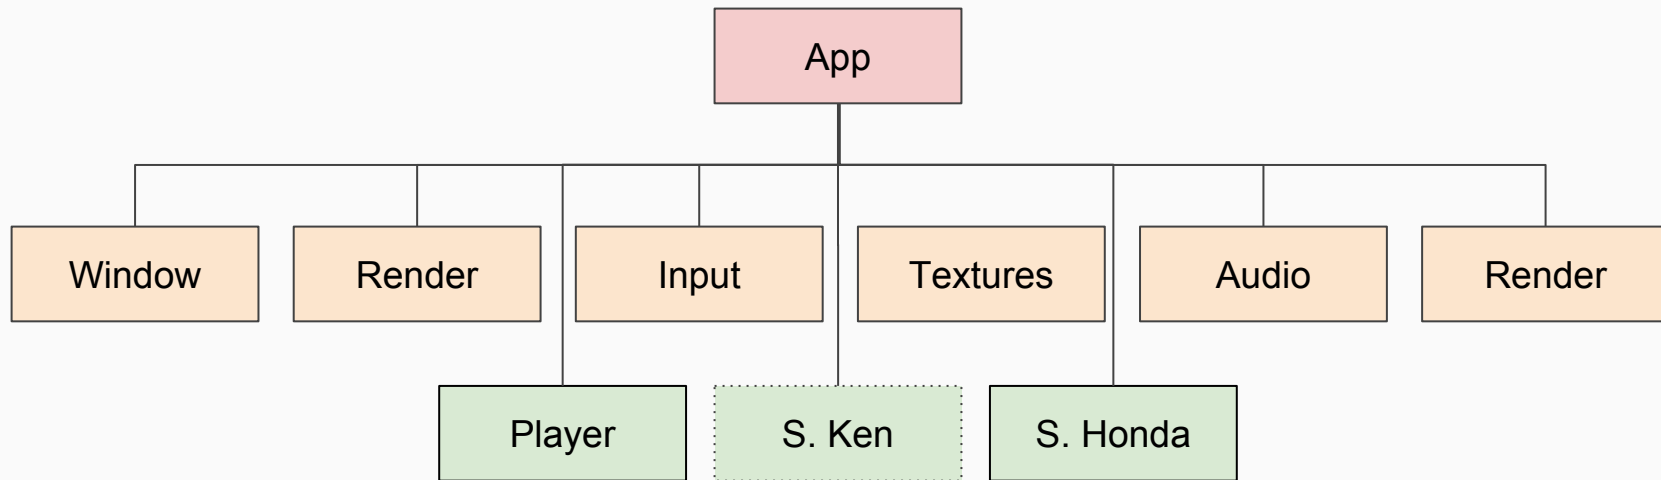 App
Window
Render
Input
Textures
Audio
Render
Player
S. Ken
S. Honda